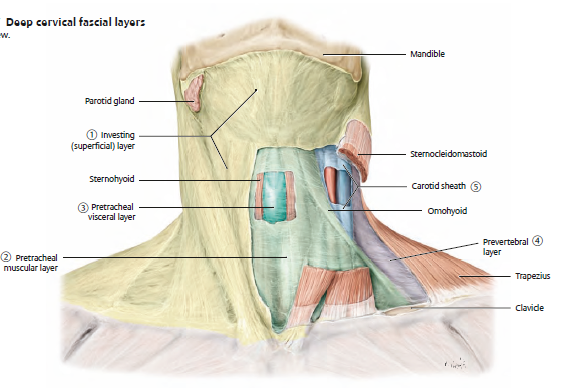 Deep cervical fascial layers
w.
Mandible
Parotid gland
① Investing
(superficial) layer
Sternocleidomastoid
Sternohyoid
Carotid sheath ⑤
③ Pretracheal
visceral layer
Omohyoid
Prevertebral ④
layer
② Pretracheal
muscular layer
Trapezius
Clavicle